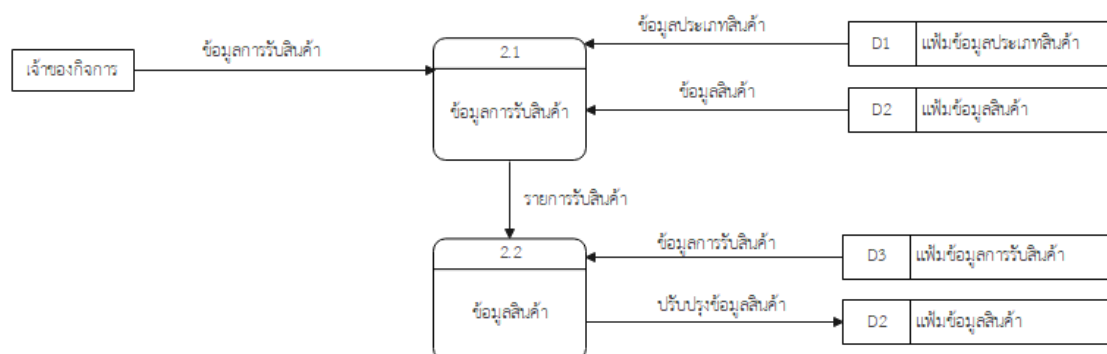 ข้อมูลประเภทสินค้า
ข้อมูลการรับสินค้า
2.1
D1 แฟ้มข้อมูลประเภทสินค้า
เจ้าของกิจการ
ข้อมูลสินค้า
ข้อมูลการรับสินค้า
D2 แฟ้มข้อมูลสินค้า
รายการรับสินค้า
2.2
ข้อมูลการรับสินค้า
D3 แฟ้มข้อมูลการรับสินค้า
ข้อมูลสินค้า
ปรับปรุงข้อมูลสินค้า
D2 แฟ้มข้อมูลสินค้า